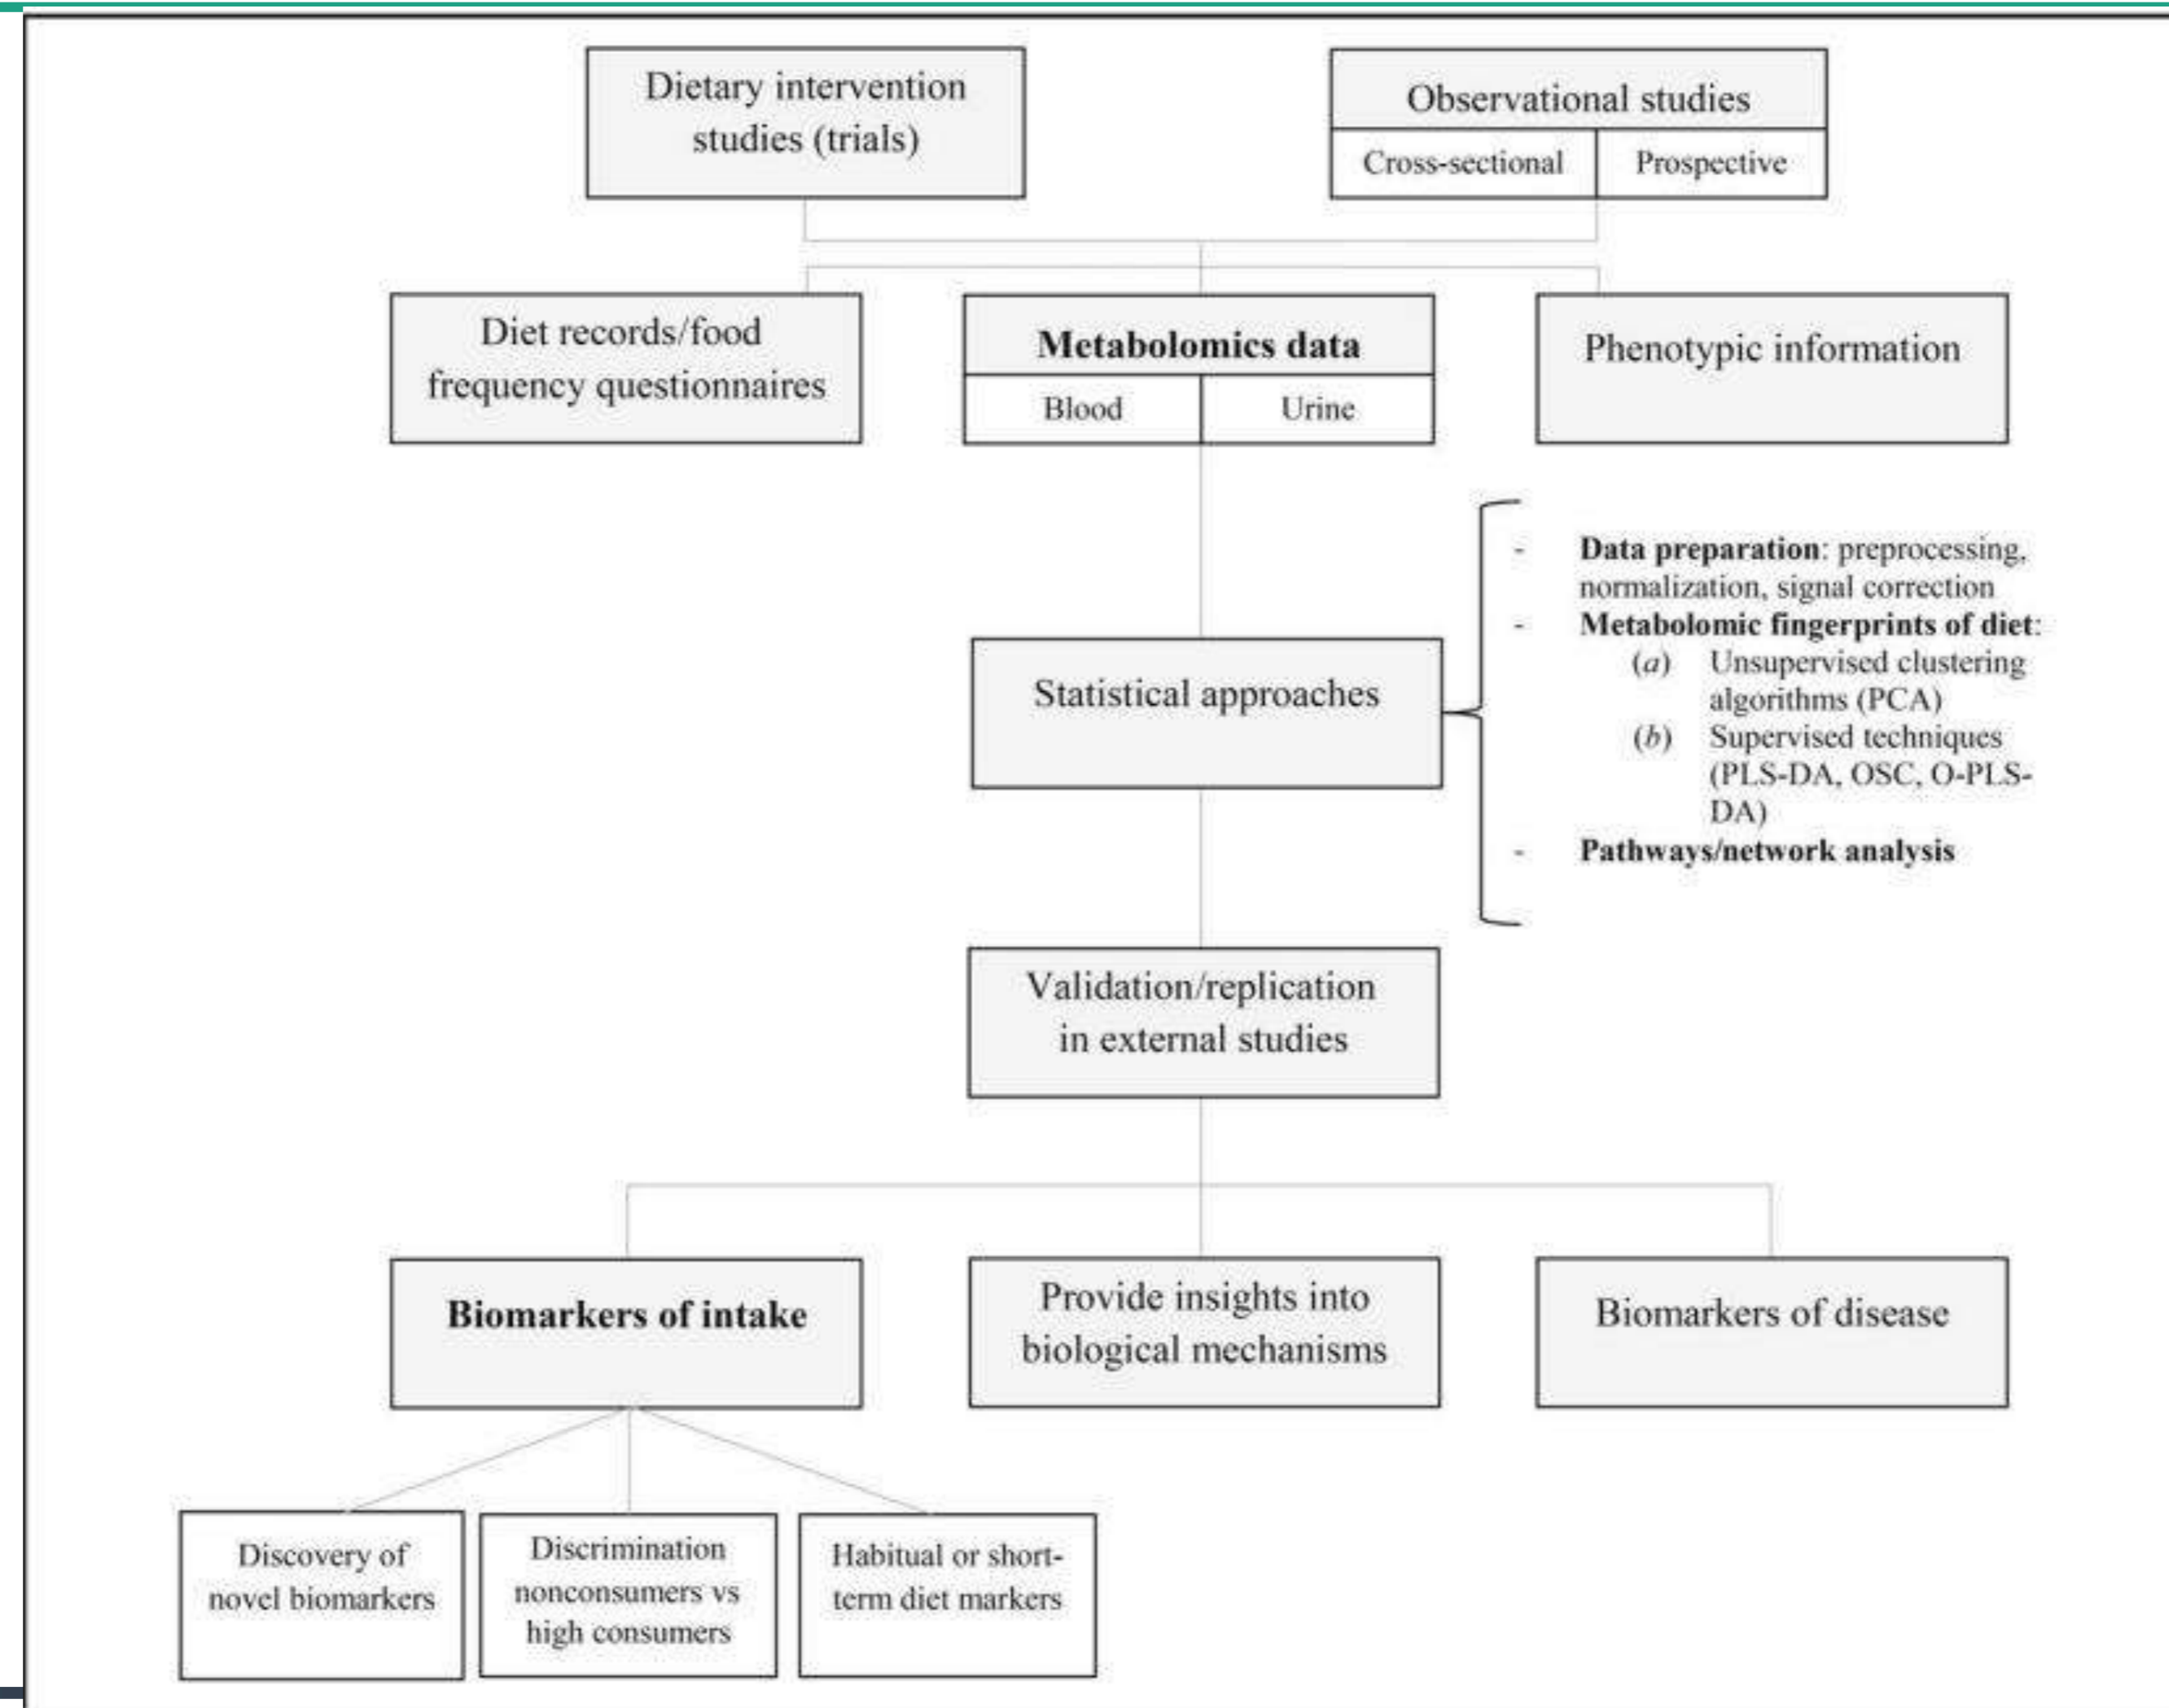 Dietary intervention
studies (trials)
Observational studies
Cross-sectional
Prospective
Diet records/food
frequency questionnaires
Metabolomics data
Blood
Urine
Phenotypic information
- Data preparation: preprocessing,
normalization, signal correction
- Metabolomic fingerprints of diet:
(a) Unsupervised clustering
algorithms (PCA)
(b) Supervised techniques
(PLS-DA, OSC, O-PLS-
DA)
- Pathways/network analysis
Statistical approaches
Validation/replication
in external studies
Biomarkers of intake
Provide insights into
biological mechanisms
Biomarkers of disease
Discovery of
novel biomarkers
Discrimination
nonconsumers vs
high consumers
Habitual or short-
term diet markers